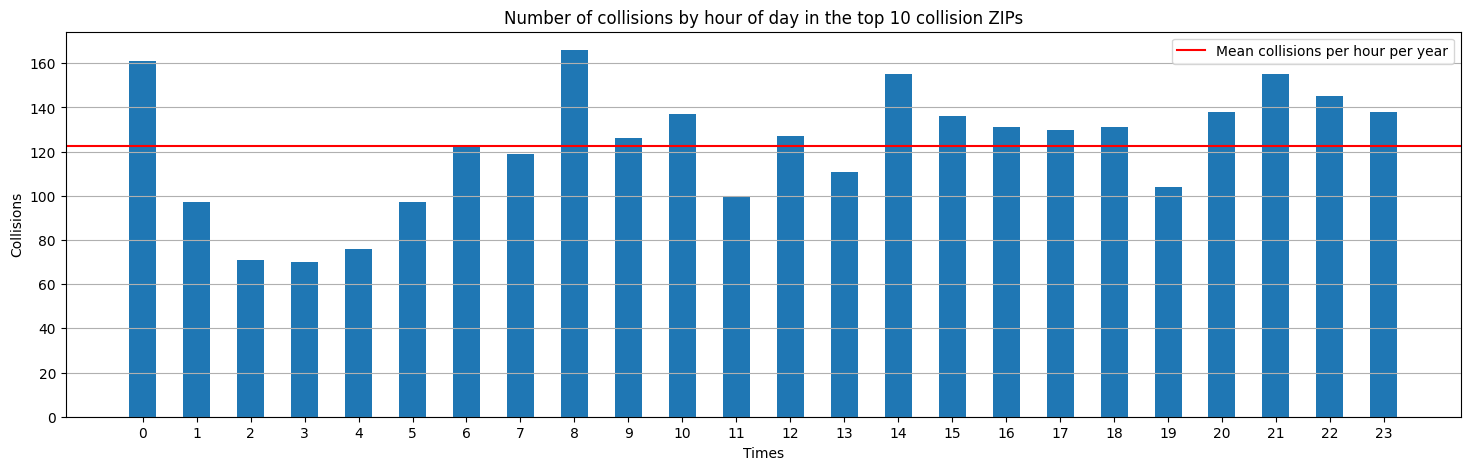 Number of collisions by hour of day in the top 10 collision ZIPs
Mean collisions per hour per year
Collisions
160
140
120
100
80
60
40
20
0
0 1 2 3 4 5 6 7 8 9 10 11 12 13 14 15 16 17 18 19 20 21 22 23
Times